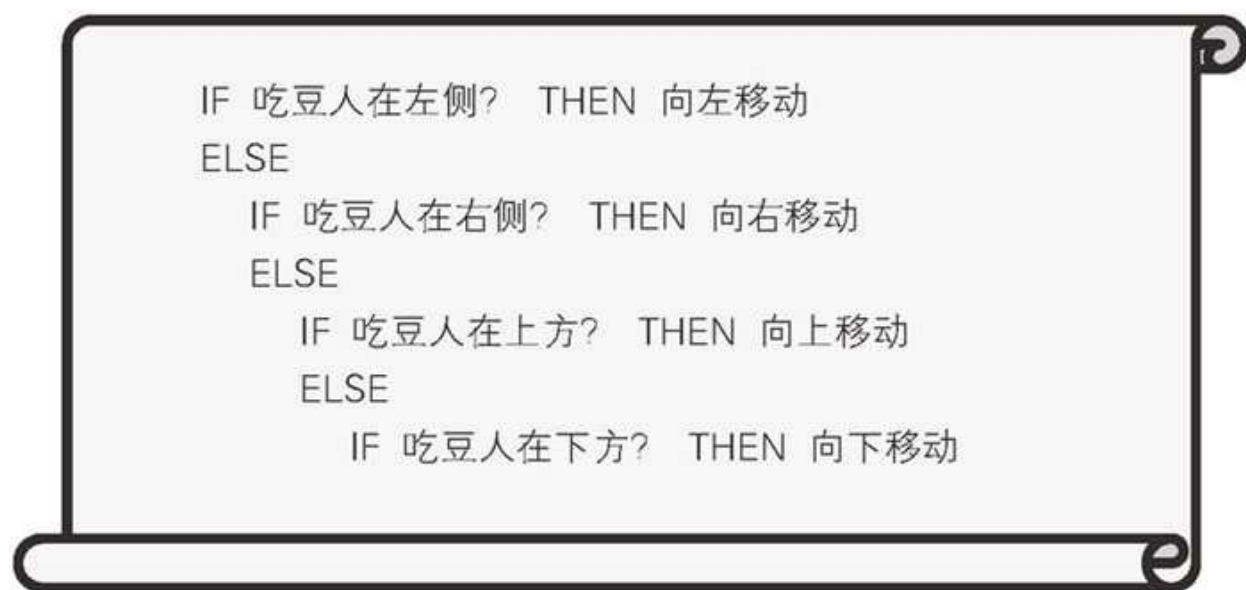 IF 吃豆人在左侧? THEN 向左移动
ELSE
IF 吃豆人在右侧? THEN 向右移动
ELSE
IF 吃豆人在上方? THEN 向上移动
ELSE
IF 吃豆人在下方? THEN 向下移动